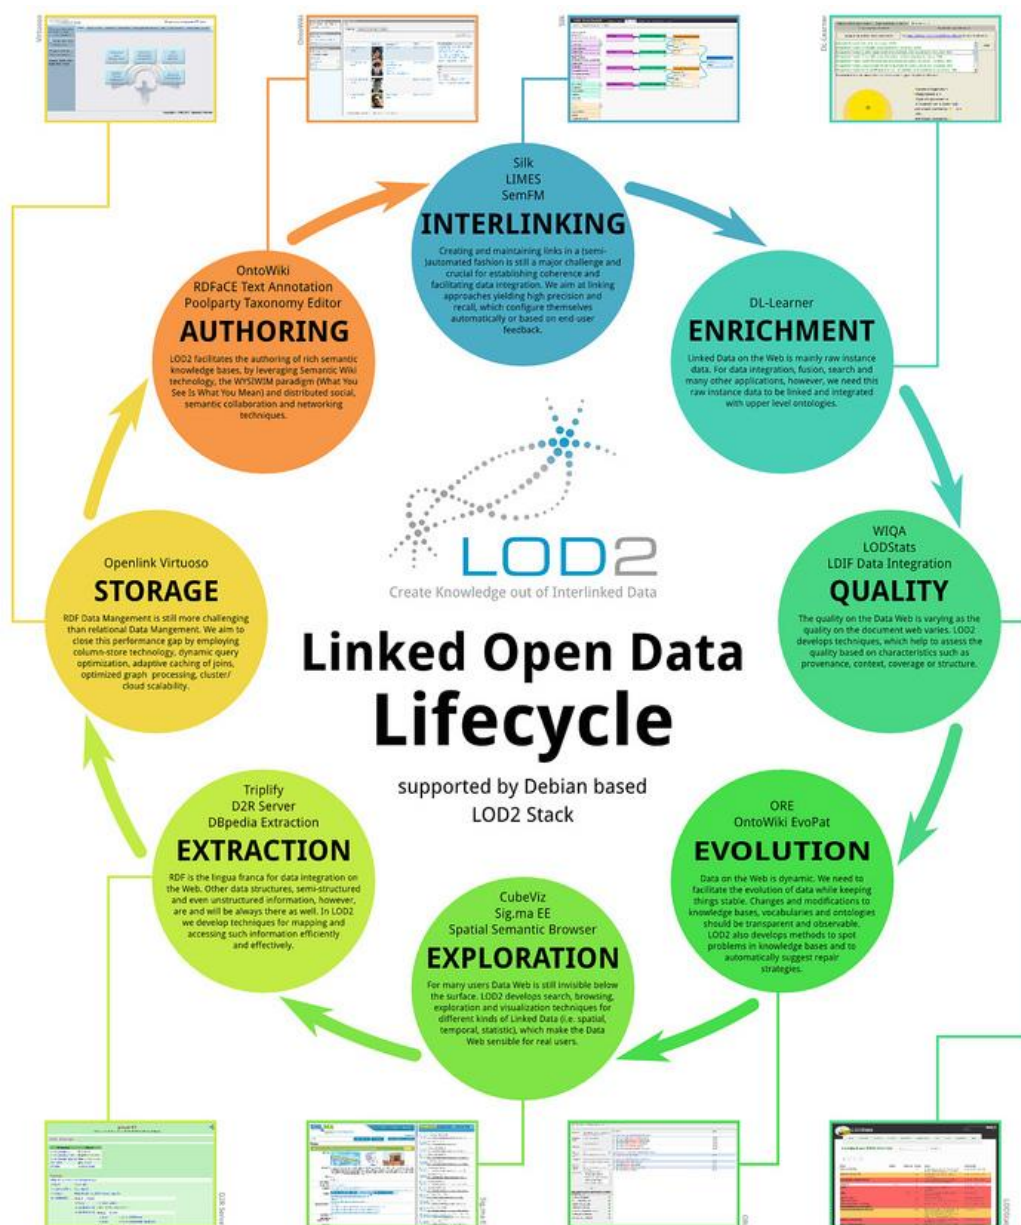 Virtuoso
OntoWiki
Silk
DL-Learner
Silk
LIMES
SemFM
INTERLINKING
Creating and maintaining links in a (semi-
)automated fashion is still a major challenge and
crucial for establishing coherence and
facilitating data integration. We aim at linking
approaches yielding high precision and
recall, which configure themselves
automatically or based on end-user
feedback.
OntoWiki
RDFaCE Text Annotation
Poolparty Taxonomy Editor
AUTHORING
LOD2 facilitates the authoring of rich semantic
knowledge bases, by leveraging Semantic Wiki
technology, the WYSIWIM paradigm (What You
See Is What You Mean) and distributed social,
semantic collaboration and networking
techniques.
DL-Learner
ENRICHMENT
Linked Data on the Web is mainly raw instance
data. For data integration, fusion, search and
many other applications, however, we need this
raw instance data to be linked and integrated
with upper level ontologies.
LOD2
Create Knowledge out of Interlinked Data
Openlink Virtuoso
STORAGE
RDF Data Mangement is still more challenging
than relational Data Mangement. We aim to
close this performance gap by employing
column-store technology, dynamic query
optimization, adaptive caching of joins,
optimized graph processing, cluster/
cloud scalability.
WIQA
LODStats
LDIF Data Integration
QUALITY
The quality on the Data Web is varying as the
quality on the document web varies. LOD2
develops techniques, which help to assess the
quality based on characteristics such as
provenance, context, coverage or structure.
Linked Open Data
Lifecycle
supported by Debian based
LOD2 Stack
Triplify
D2R Server
DBpedia Extraction
EXTRACTION
RDF is the lingua franca for data integration on
the Web. Other data structures, semi-structured
and even unstructured information, however,
are and will be always there as well. In LOD2
we develop techniques for mapping and
accessing such information efficiently
and effectively.
ORE
OntoWiki EvoPat
EVOLUTION
Data on the Web is dynamic. We need to
facilitate the evolution of data while keeping
things stable. Changes and modifications to
knowledge bases, vocabularies and ontologies
should be transparent and observable.
LOD2 also develops methods to spot
problems in knowledge bases and to
automatically suggest repair
strategies.
CubeViz
Sig.ma EE
Spatial Semantic Browser
EXPLORATION
For many users Data Web is still invisible below
the surface. LOD2 develops search, browsing,
exploration and visualization techniques for
different kinds of Linked Data (i.e. spatial,
temporal, statistic), which make the Data
Web sensible for real users.